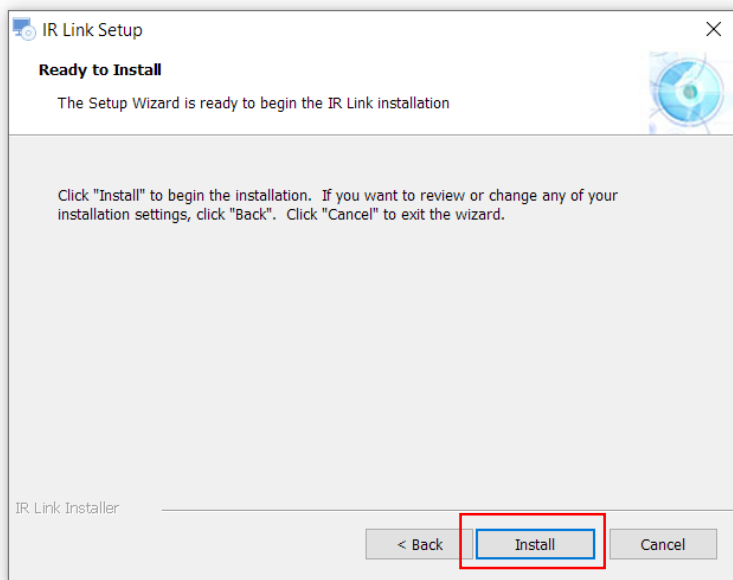 IR Link Setup
Ready to Install
The Setup Wizard is ready to begin the IR Link installation
Click "Install" to begin the installation.  If you want to review or change any of your
installation settings, click "Back".  Click "Cancel" to exit the wizard.
IR Link Installer
< Back
Install
Cancel